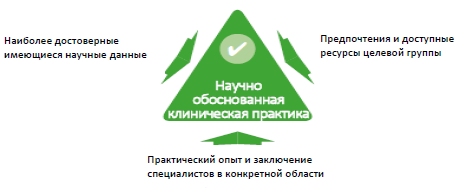 Наиболее достоверные
имеющиеся научные данные
Предпочтения и доступные
ресурсы целевой группы
Научно
обоснованная
клиническая практика
Практический опыт и заключение
специалистов в конкретной области